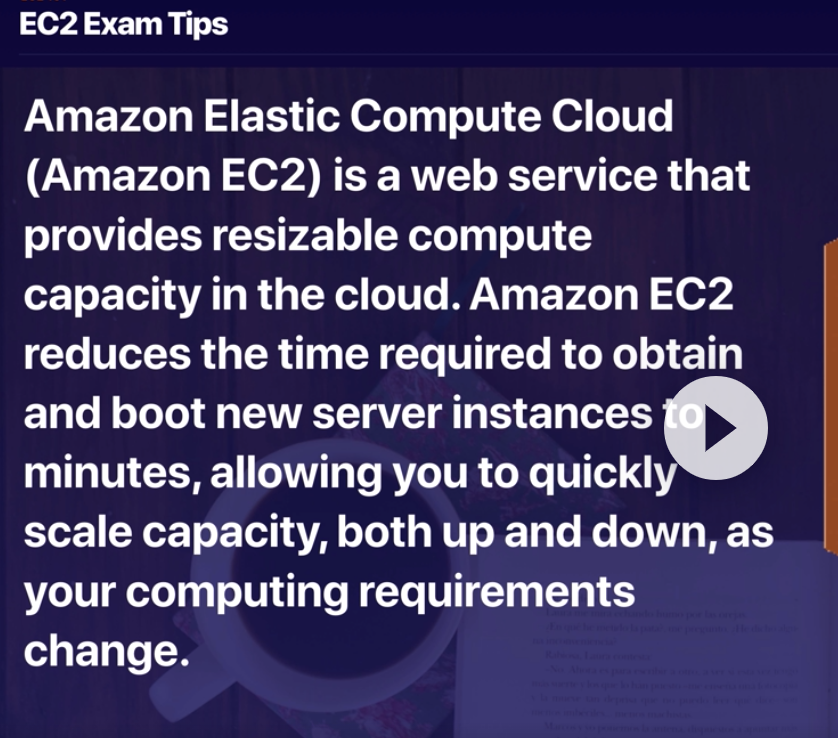 EC2 Exam Tips
Amazon Elastic Compute Cloud
(Amazon EC2) is a web service that
provides resizable compute
capacity in the cloud. Amazon EC2
reduces the time required to obtain
and boot new server instances to
minutes, allowing you to quickly
scale capacity, both up and down, as
your computing requirements
change.